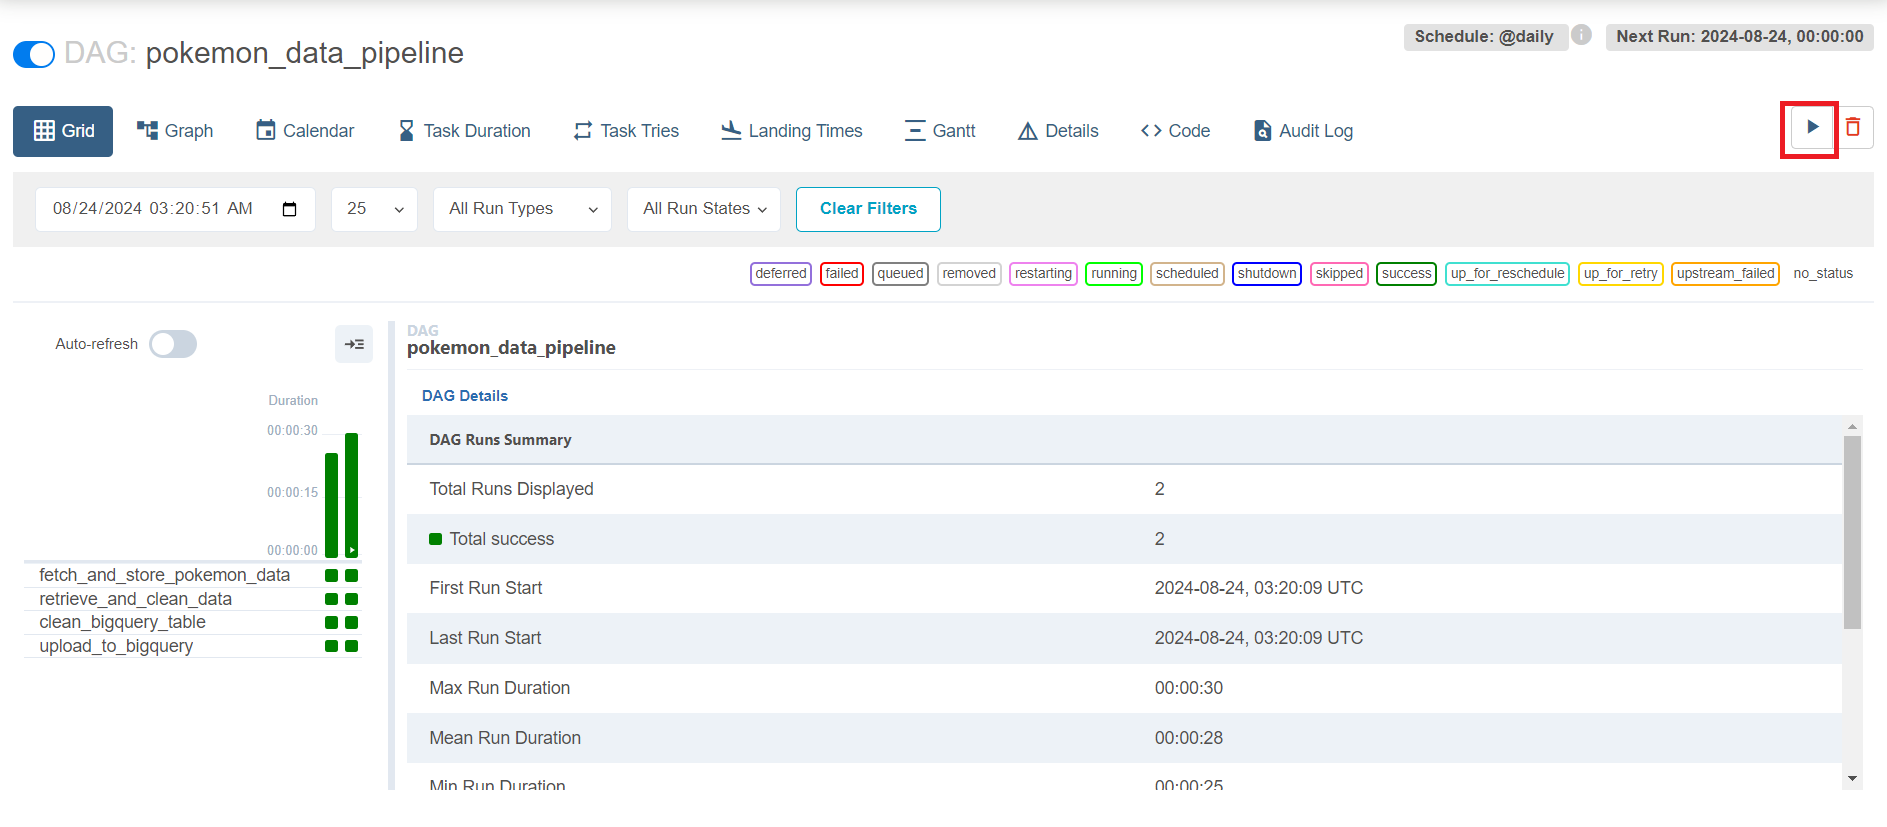 DAG: pokemon_data_pipeline
Schedule: @daily
Next Run: 2024-08-24, 00:00:00
Grid
Graph
Calendar
Task Duration
Task Tries
Landing Times
Gantt
Details
Code
Audit Log
08/24/2024 03:20:51 AM
25
All Run Types
All Run States
Clear Filters
deferred
failed
queued
removed
restarting
running
scheduled
shutdown
skipped
success
up_for_reschedule
up_for_retry
upstream_failed
no_status
Auto-refresh
Duration
00:00:30
00:00:15
00:00:00
fetch_and_store_pokemon_data
retrieve_and_clean_data
clean_bigquery_table
upload_to_bigquery
DAG
pokemon_data_pipeline
DAG Details
DAG Runs Summary
Total Runs Displayed 2
Total success 2
First Run Start 2024-08-24, 03:20:09 UTC
Last Run Start 2024-08-24, 03:20:09 UTC
Max Run Duration 00:00:30
Mean Run Duration 00:00:28
Min Run Duration 00:00:25